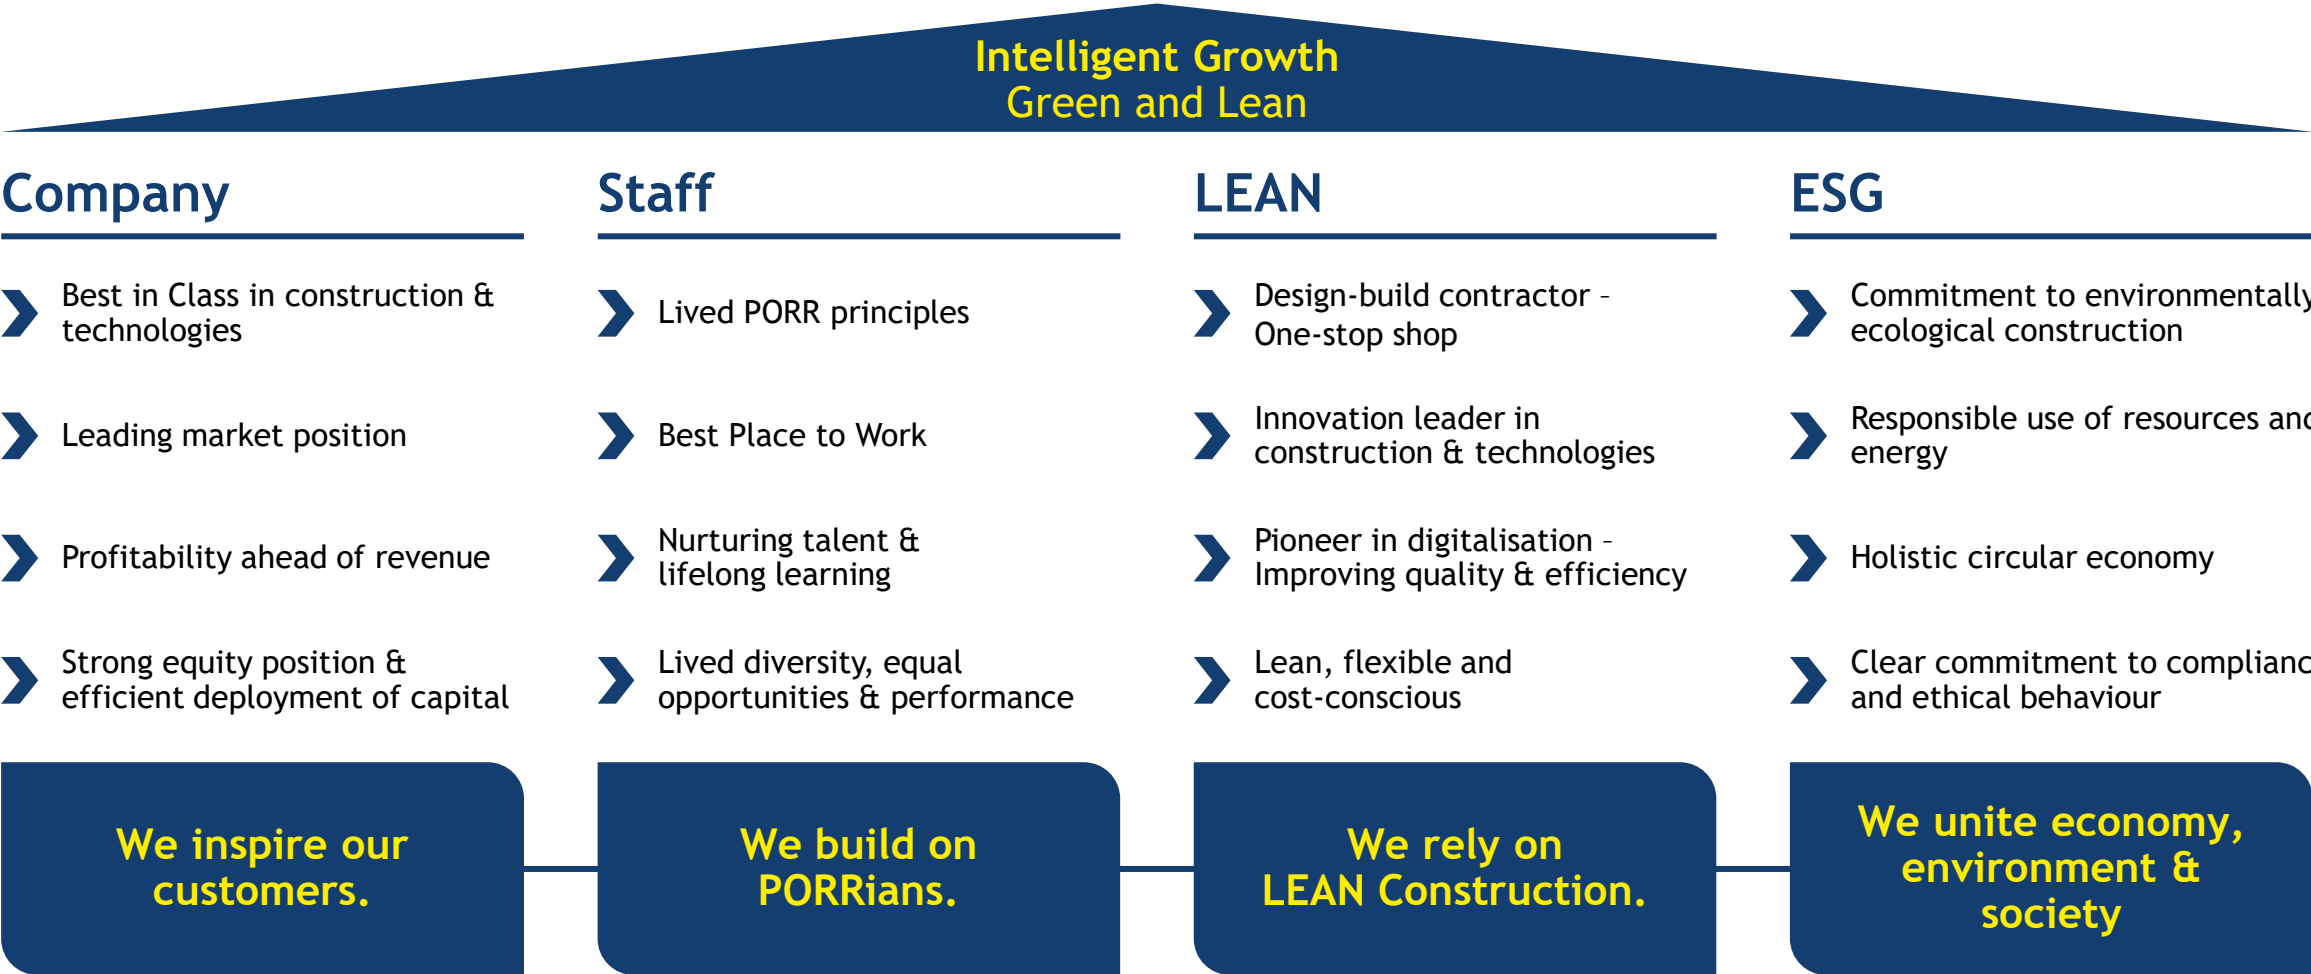 Intelligent Growth
Green and Lean
Company
Best in Class in construction &
technologies
Leading market position
Profitability ahead of revenue
Strong equity position &
efficient deployment of capital
We inspire our
customers.
Staff
Lived PORR principles
Best Place to Work
Nurturing talent &
lifelong learning
Lived diversity, equal
opportunities & performance
We build on
PORRians.
LEAN
Design-build contractor –
One-stop shop
Innovation leader in
construction & technologies
Pioneer in digitalisation –
Improving quality & efficiency
Lean, flexible and
cost-conscious
We rely on
LEAN Construction.
ESG
Commitment to environmentally
ecological construction
Responsible use of resources and
energy
Holistic circular economy
Clear commitment to complianc
and ethical behaviour
We unite economy,
environment &
society